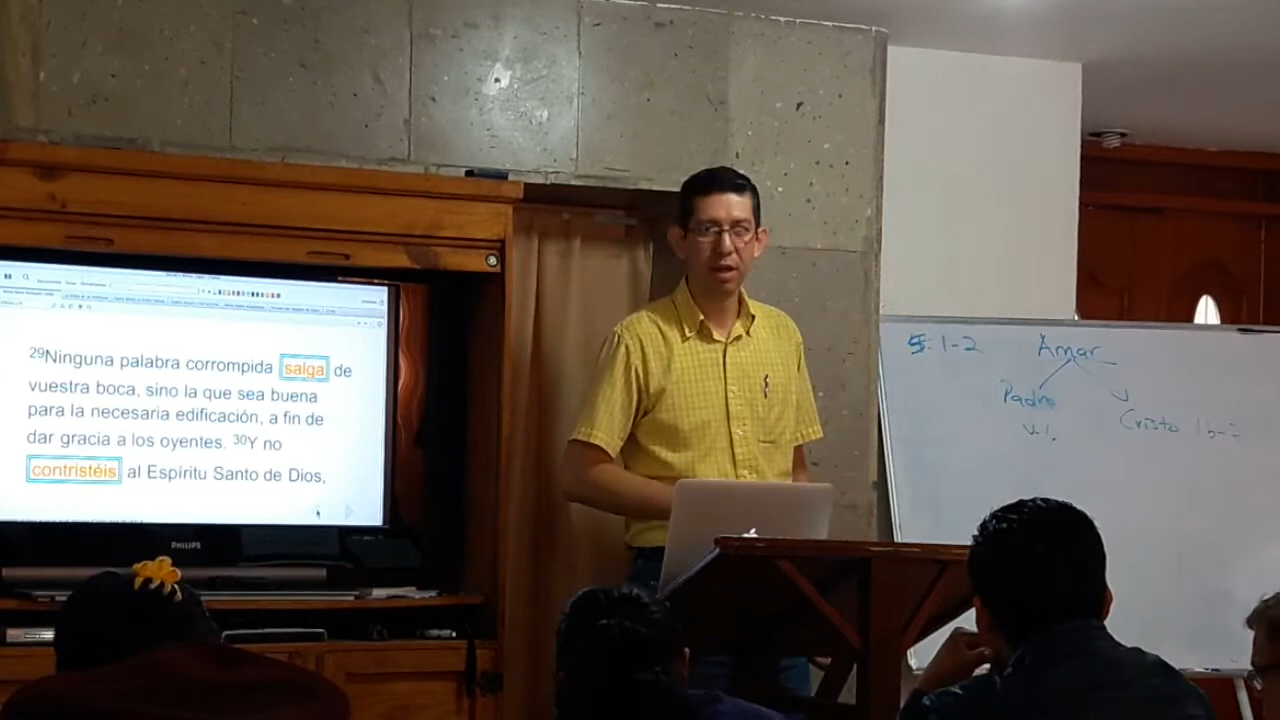 ²⁹Ninguna palabra corrompida salga de
vuestra boca, sino la que sea buena
para la necesaria edificación, a fin de
dar gracia a los oyentes. ³⁰Y no
contristéis al Espíritu Santo de Dios,
PHILIPS
5:1-2 Amar
Padre
Cristo